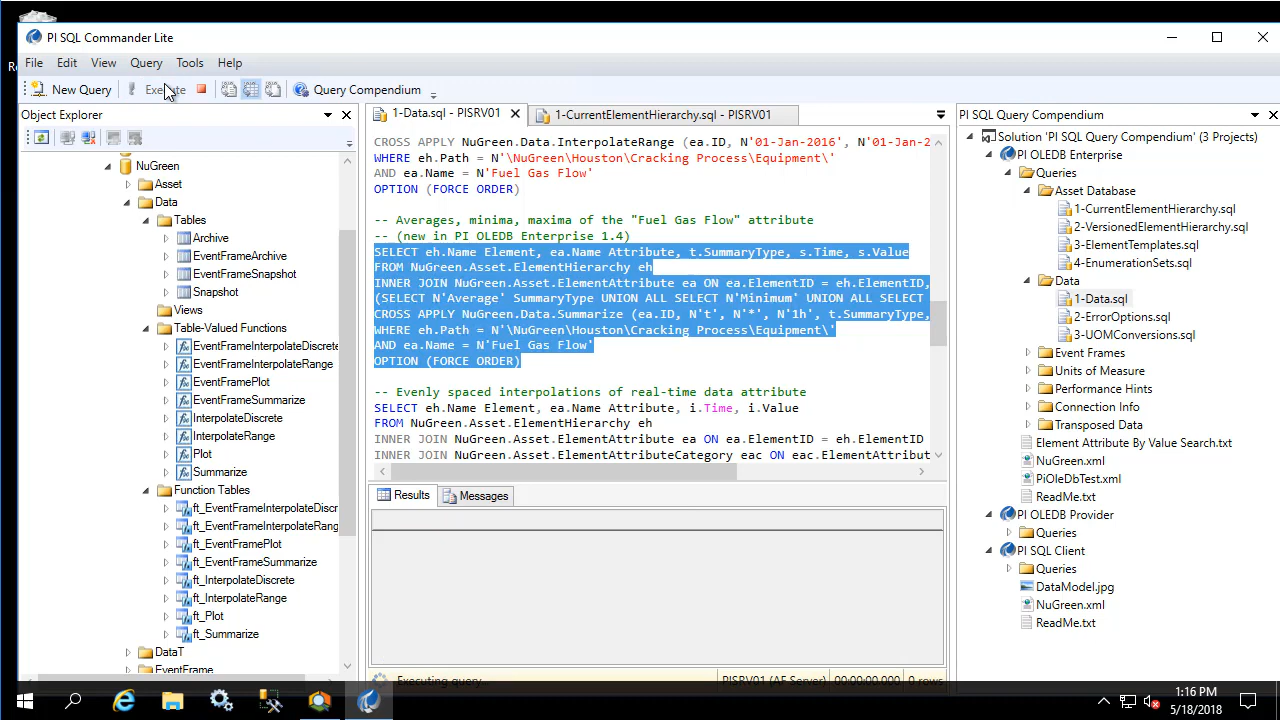 PI SQL Commander Lite
File Edit View Query Tools Help
New Query Execute Query Compendium
Object Explorer
NuGreen
Asset
Data
Tables
Archive
EventFrameArchive
EventFrameSnapshot
Snapshot
Views
Table-Valued Functions
EventFrameInterpolateDiscrete
EventFrameInterpolateRange
EventFramePlot
EventFrameSummarize
InterpolateDiscrete
InterpolateRange
Plot
Summarize
Function Tables
ft_EventFrameInterpolateDiscr
ft_EventFrameInterpolateRang
ft_EventFramePlot
ft_EventFrameSummarize
ft_InterpolateDiscrete
ft_InterpolateRange
ft_Plot
ft_Summarize
DataT
EventFrame
1-Data.sql - PISRV01 1-CurrentElementHierarchy.sql - PISRV01
CROSS APPLY NuGreen.Data.InterpolateRange (ea.ID, N'01-Jan-2016', N'01-Jan-2
WHERE eh.Path = N'\NuGreen\Houston\Cracking Process\Equipment\'
AND ea.Name = N'Fuel Gas Flow'
OPTION (FORCE ORDER)
-- Averages, minima, maxima of the "Fuel Gas Flow" attribute
-- (new in PI OLEDB Enterprise 1.4)
SELECT eh.Name Element, ea.Name Attribute, t.SummaryType, s.Time, s.Value
FROM NuGreen.Asset.ElementHierarchy eh
INNER JOIN NuGreen.Asset.ElementAttribute ea ON ea.ElementID = eh.ElementID,
(SELECT N'Average' SummaryType UNION ALL SELECT N'Minimum' UNION ALL SELECT
CROSS APPLY NuGreen.Data.Summarize (ea.ID, N't', N'*', N'1h', t.SummaryType,
WHERE eh.Path = N'\NuGreen\Houston\Cracking Process\Equipment\'
AND ea.Name = N'Fuel Gas Flow'
OPTION (FORCE ORDER)
-- Evenly spaced interpolations of real-time data attribute
SELECT eh.Name Element, ea.Name Attribute, i.Time, i.Value
FROM NuGreen.Asset.ElementHierarchy eh
INNER JOIN NuGreen.Asset.ElementAttribute ea ON ea.ElementID = eh.ElementID
INNER JOIN NuGreen.Asset.ElementAttributeCategory eac ON eac.ElementAttribut
Results Messages
Executing query... PISRV01 (AF Server) 00:00:00.000 0 rows
PI SQL Query Compendium
Solution 'PI SQL Query Compendium' (3 Projects)
PI OLEDB Enterprise
Queries
Asset Database
1-CurrentElementHierarchy.sql
2-VersionedElementHierarchy.sql
3-ElementTemplates.sql
4-EnumerationSets.sql
Data
1-Data.sql
2-ErrorOptions.sql
3-UOMConversions.sql
Event Frames
Units of Measure
Performance Hints
Connection Info
Transposed Data
Element Attribute By Value Search.txt
NuGreen.xml
PiOleDbTest.xml
ReadMe.txt
PI OLEDB Provider
Queries
PI SQL Client
Queries
DataModel.jpg
NuGreen.xml
ReadMe.txt
1:16 PM
5/18/2018